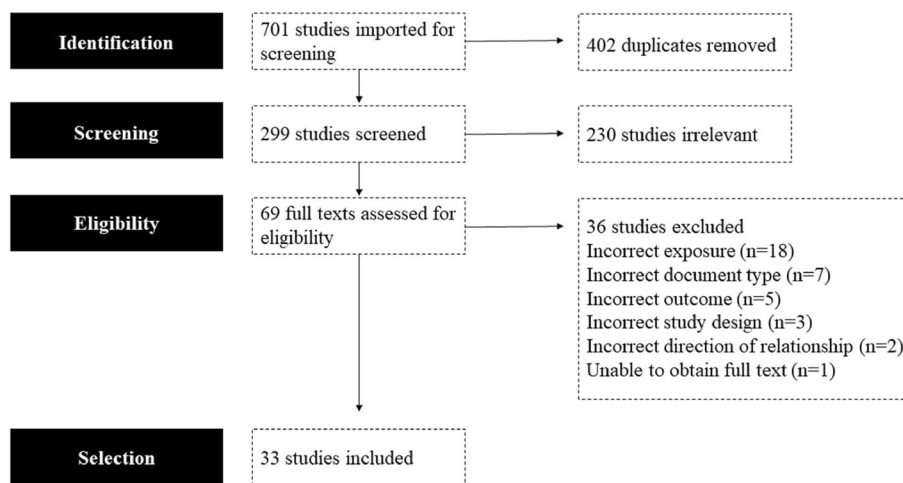 Identification
701 studies imported for
screening
402 duplicates removed
Screening
299 studies screened
230 studies irrelevant
Eligibility
69 full texts assessed for
eligibility
36 studies excluded
Incorrect exposure (n=18)
Incorrect document type (n=7)
Incorrect outcome (n=5)
Incorrect study design (n=3)
Incorrect direction of relationship (n=2)
Unable to obtain full text (n=1)
Selection
33 studies included